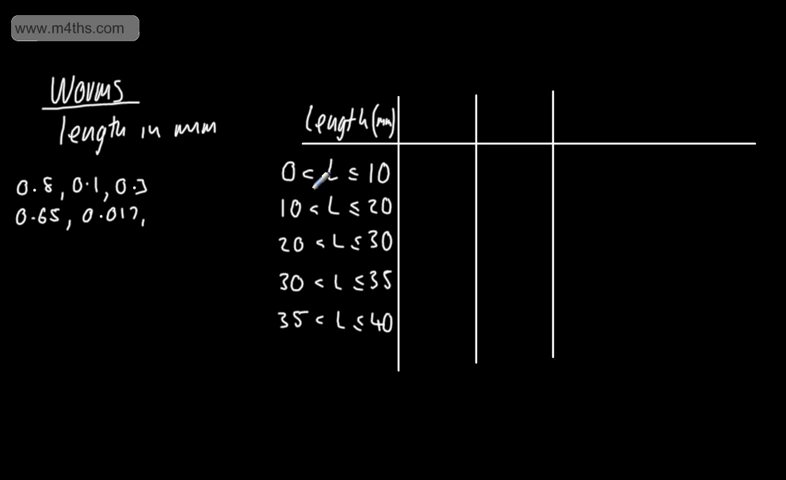 www.m4ths.com
Worms
length in mm
0.8, 0.1, 0.3
0.65, 0.017,
length (mm)
0 < L ≤ 10
10 < L ≤ 20
20 < L ≤ 30
30 < L ≤ 35
35 < L ≤ 40